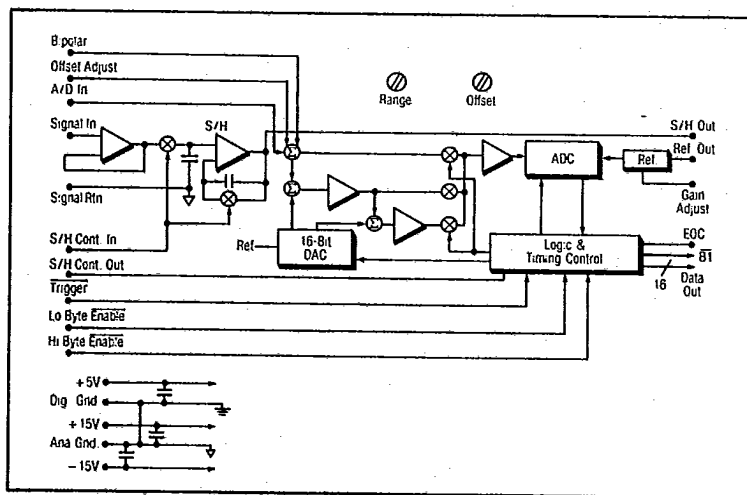 Bipolar
Offset Adjust
A/D In
Range
Offset
Signal In
S/H
S/H Out
Ref Out
Σ
ADC
Ref.
Signal Rtn
Gain Adjust
Σ
Σ
S/H Cont. In
Ref
16-Bit DAC
Logic & Timing Control
EOC
B1
S/H Cont. Out
16
Data Out
Trigger
Lo Byte Enable
Hi Byte Enable
+5V
Dig Gnd
+15V
Ana Gnd.
-15V